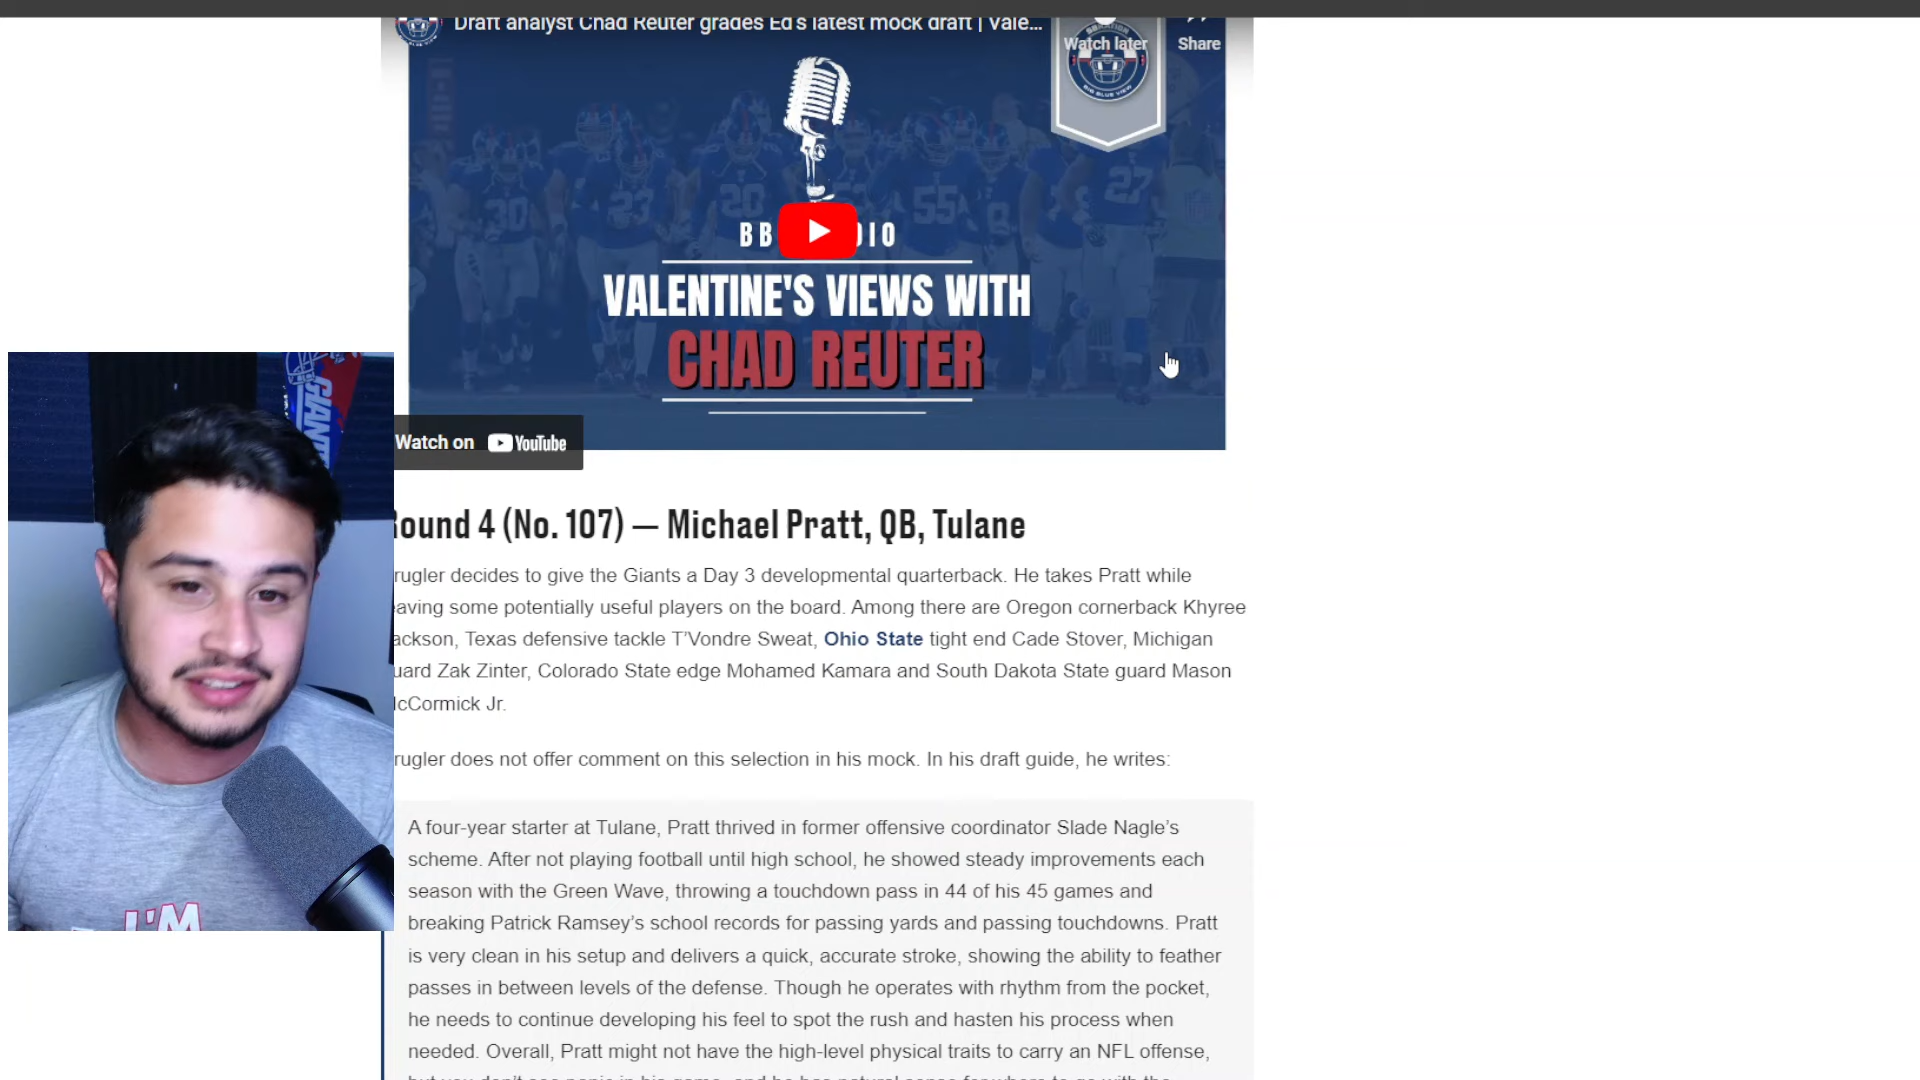 Draft analyst Chad Reuter grades Ed's latest mock draft | Vale...
Watch later
Share
BIG BLUE VIEW
30 23 20 55 8 27
BB IO
VALENTINE'S VIEWS WITH
CHAD REUTER
Watch on YouTube
GIANT
ound 4 (No. 107) — Michael Pratt, QB, Tulane
rugler decides to give the Giants a Day 3 developmental quarterback. He takes Pratt while
eaving some potentially useful players on the board. Among there are Oregon cornerback Khyree
ackson, Texas defensive tackle T'Vondre Sweat, Ohio State tight end Cade Stover, Michigan
uard Zak Zinter, Colorado State edge Mohamed Kamara and South Dakota State guard Mason
cCormick Jr.
rugler does not offer comment on this selection in his mock. In his draft guide, he writes:
A four-year starter at Tulane, Pratt thrived in former offensive coordinator Slade Nagle's
scheme. After not playing football until high school, he showed steady improvements each
season with the Green Wave, throwing a touchdown pass in 44 of his 45 games and
breaking Patrick Ramsey's school records for passing yards and passing touchdowns. Pratt
is very clean in his setup and delivers a quick, accurate stroke, showing the ability to feather
passes in between levels of the defense. Though he operates with rhythm from the pocket,
he needs to continue developing his feel to spot the rush and hasten his process when
needed. Overall, Pratt might not have the high-level physical traits to carry an NFL offense,
I'M